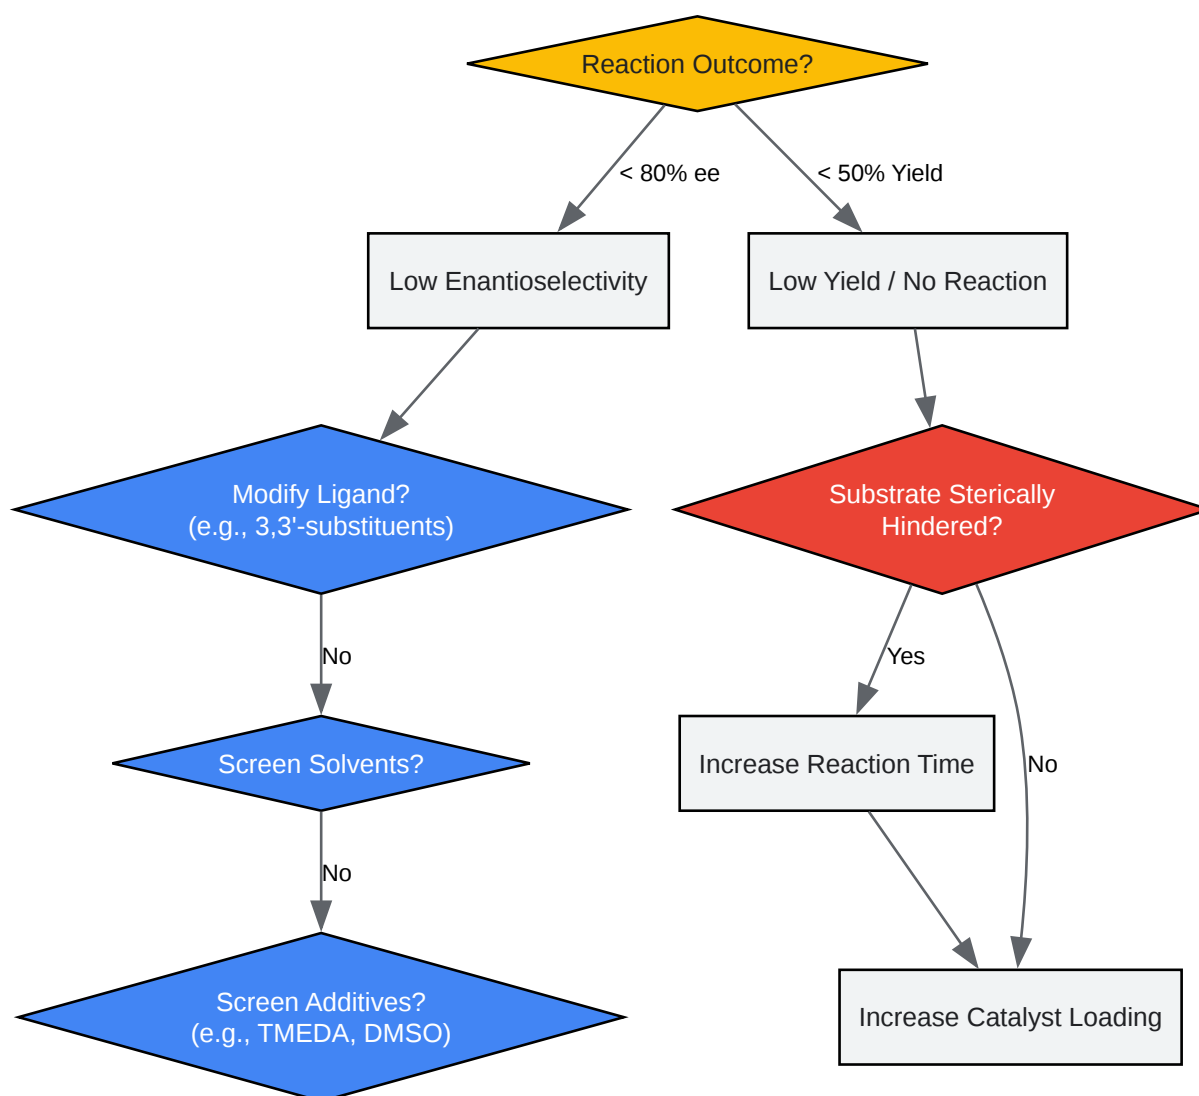 Reaction Outcome?
< 80% ee
< 50% Yield
Low Enantioselectivity
Low Yield / No Reaction
Modify Ligand?
(e.g., 3,3'-substituents)
Substrate Sterically
Hindered?
No
Yes
Screen Solvents?
Increase Reaction Time
No
No
Screen Additives?
(e.g., TMEDA, DMSO)
Increase Catalyst Loading